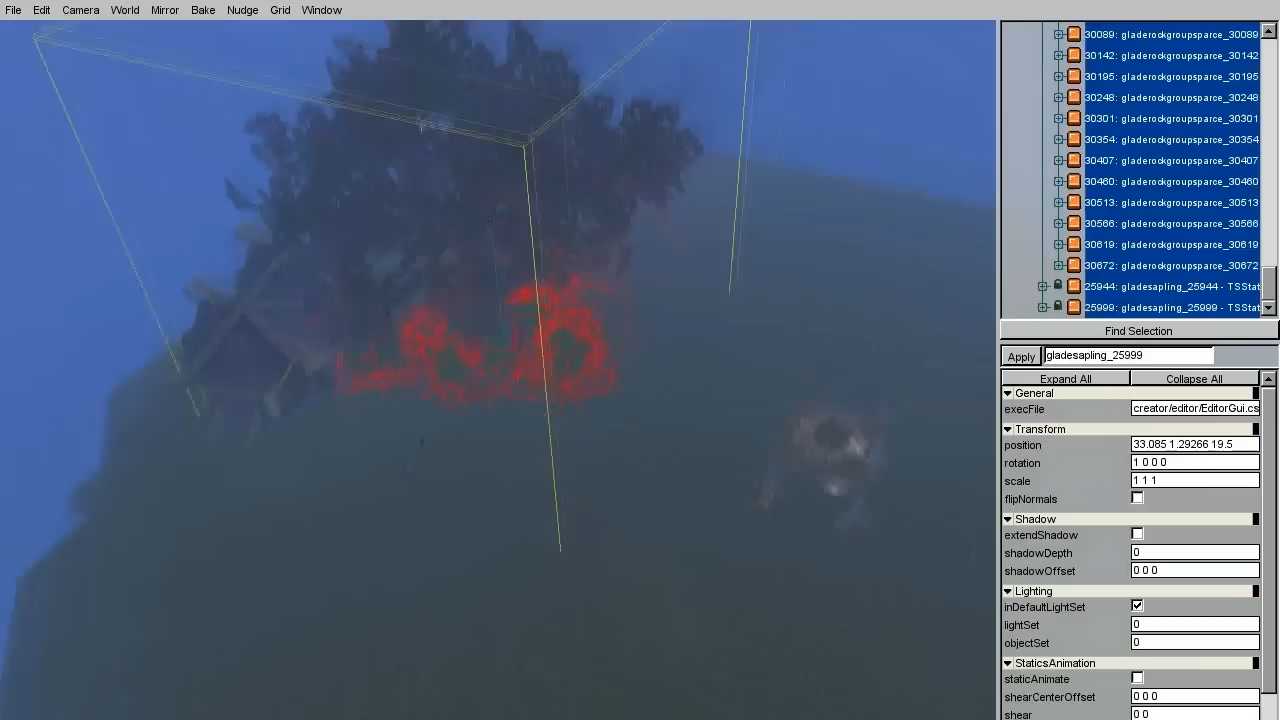 File Edit Camera World Mirror Bake Nudge Grid Window
30089: gladerockgroupsparce_30089
30142: gladerockgroupsparce_30142
30195: gladerockgroupsparce_30195
30248: gladerockgroupsparce_30248
30301: gladerockgroupsparce_30301
30354: gladerockgroupsparce_30354
30407: gladerockgroupsparce_30407
30460: gladerockgroupsparce_30460
30513: gladerockgroupsparce_30513
30566: gladerockgroupsparce_30566
30619: gladerockgroupsparce_30619
30672: gladerockgroupsparce_30672
25944: gladesapling_25944 - TSStat
25999: gladesapling_25999 - TSStat
Find Selection
Apply gladesapling_25999
Expand All Collapse All
General
execFile creator/editor/EditorGui.cs
Transform
position 33.085 1.29266 19.5
rotation 1 0 0 0
scale 1 1 1
flipNormals
Shadow
extendShadow
shadowDepth 0
shadowOffset 0 0 0
Lighting
inDefaultLightSet
lightSet 0
objectSet 0
StaticsAnimation
staticAnimate
shearCenterOffset 0 0 0
shear 0 0